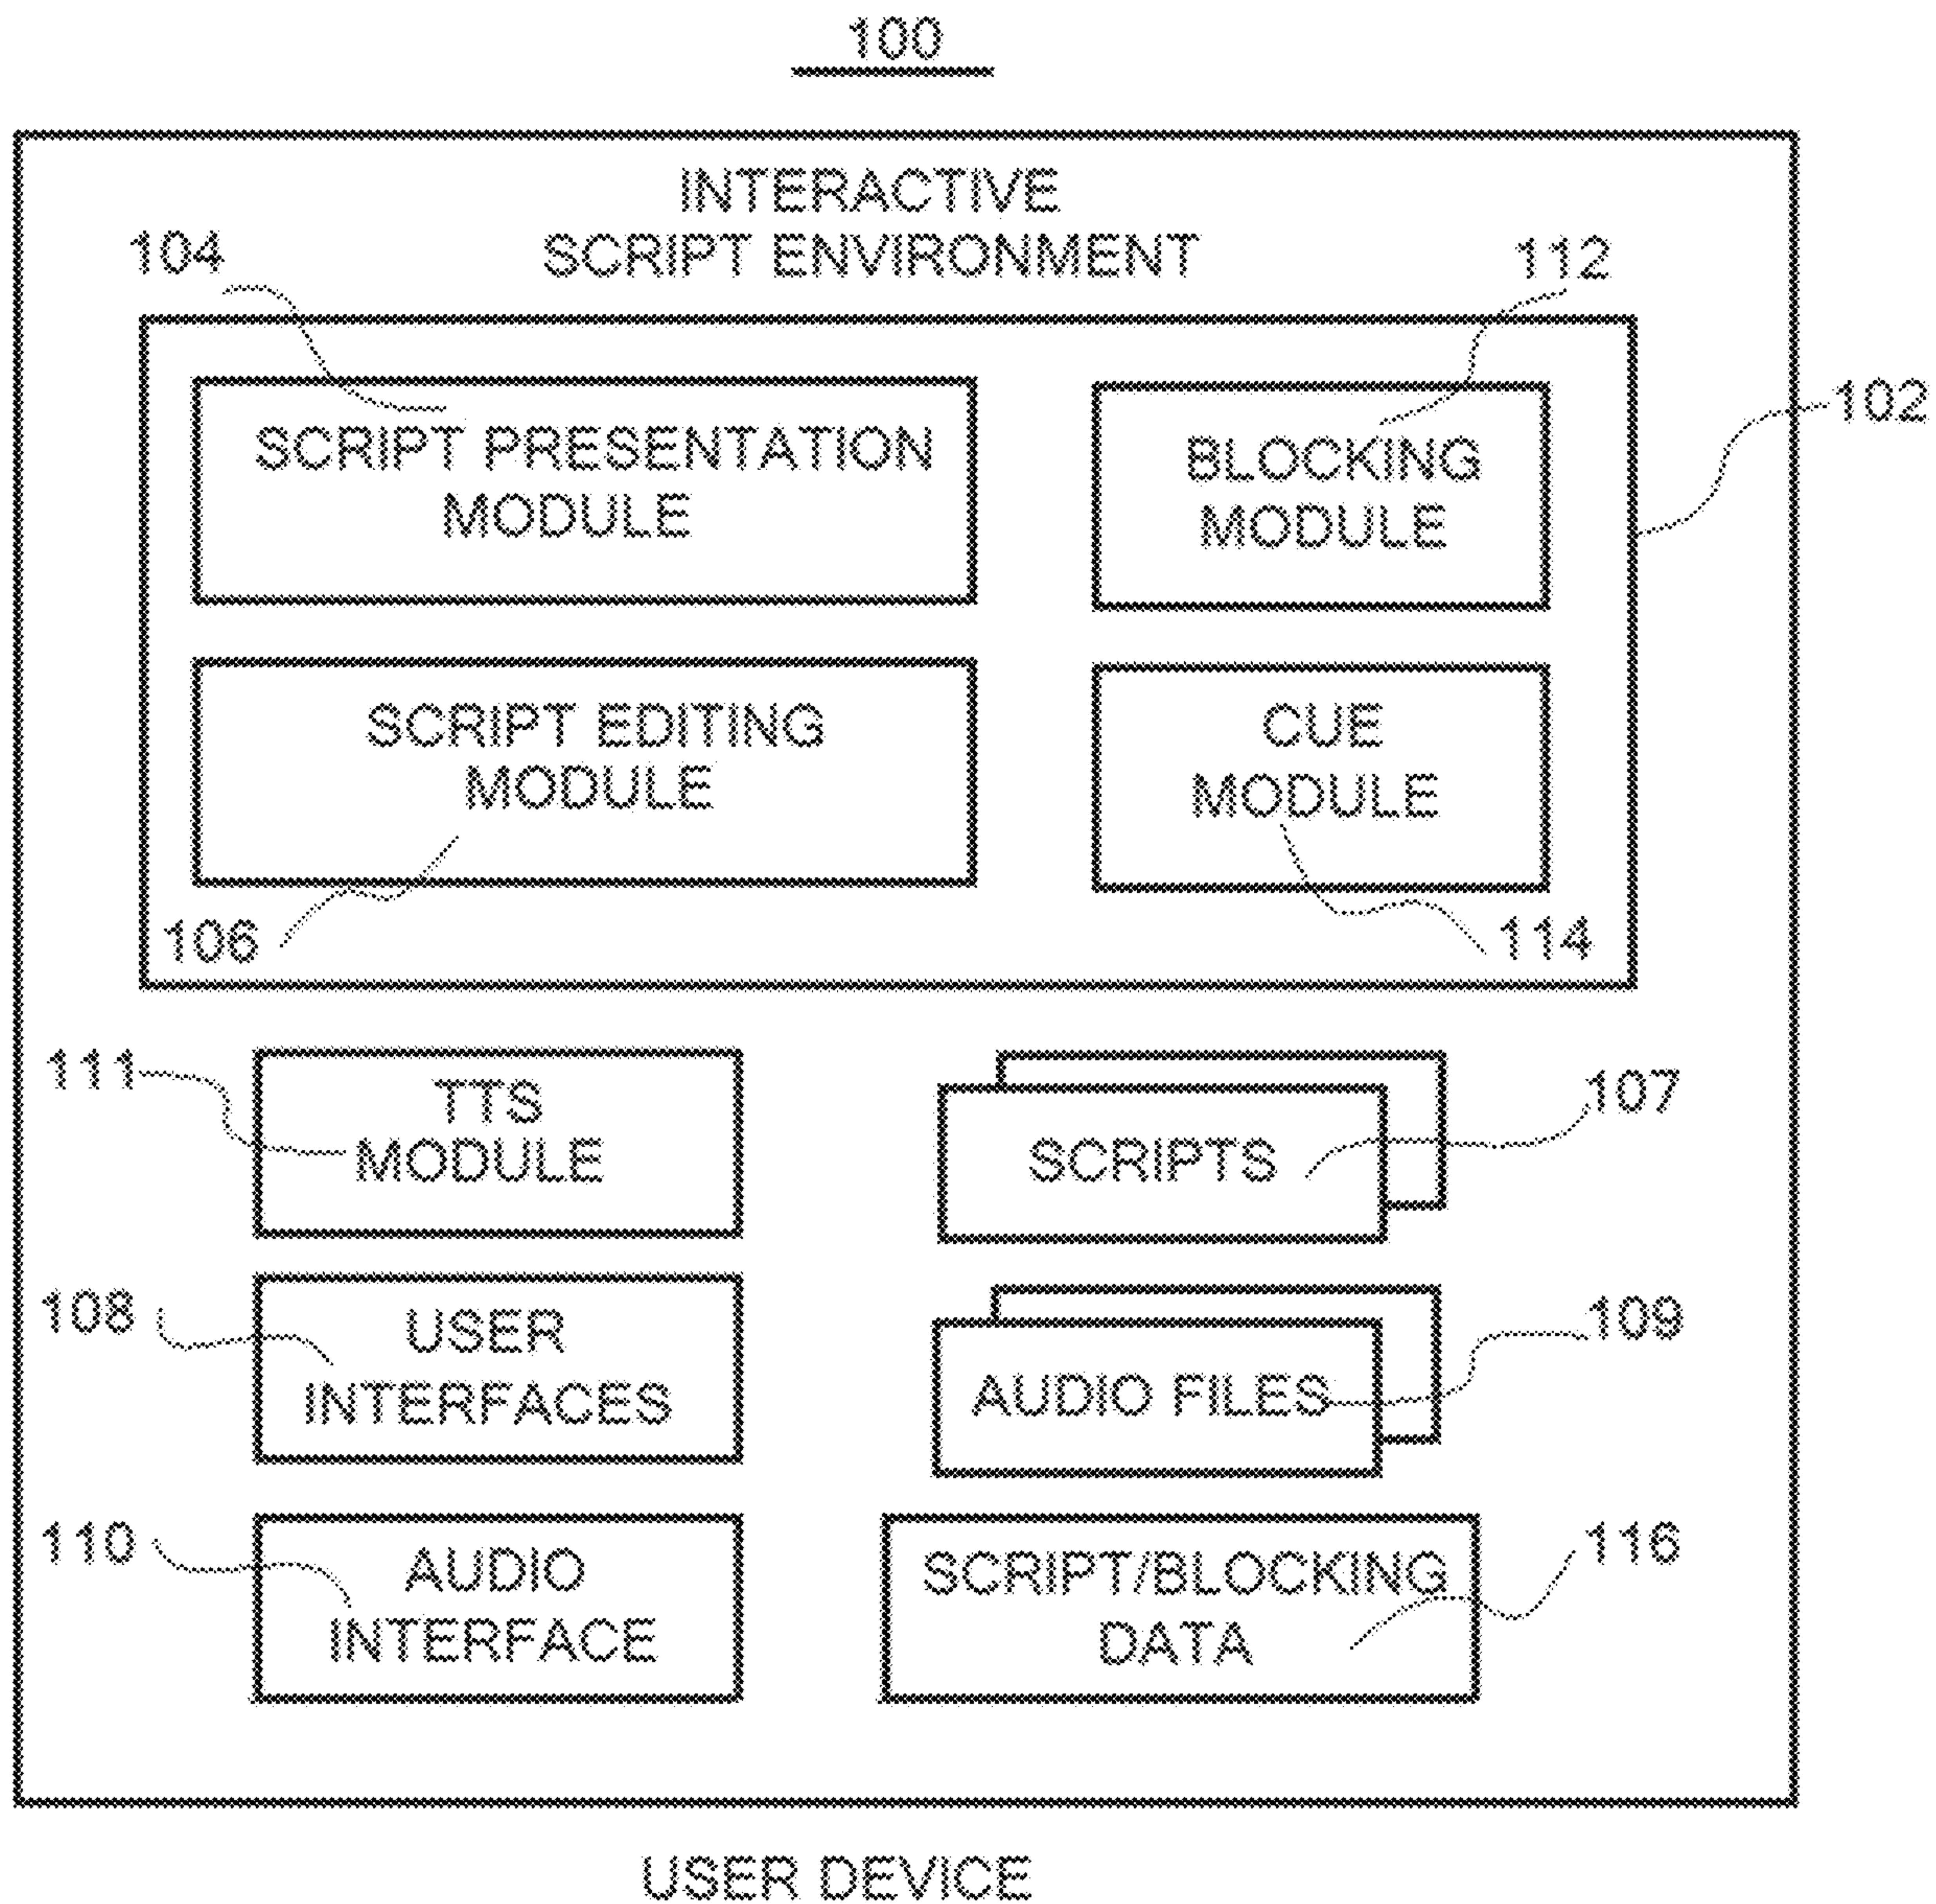 100
INTERACTIVE
SCRIPT ENVIRONMENT
104
112
102
SCRIPT PRESENTATION
MODULE
BLOCKING
MODULE
SCRIPT EDITING
MODULE
CUE
MODULE
106
114
111
TTS
MODULE
SCRIPTS
107
108
USER
INTERFACES
AUDIO FILES
109
110
AUDIO
INTERFACE
SCRIPT/BLOCKING
DATA
116
USER DEVICE